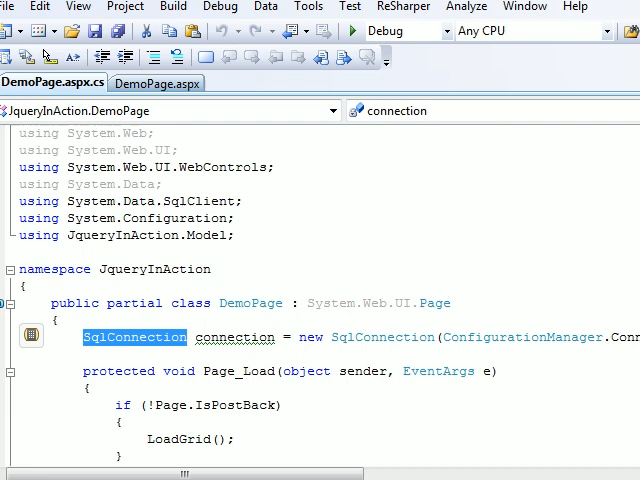 File Edit View Project Build Debug Data Tools Test ReSharper Analyze Window Help
Debug Any CPU
DemoPage.aspx.cs DemoPage.aspx
JqueryInAction.DemoPage connection
using System.Web;
using System.Web.UI;
using System.Web.UI.WebControls;
using System.Data;
using System.Data.SqlClient;
using System.Configuration;
using JqueryInAction.Model;
namespace JqueryInAction
{
public partial class DemoPage : System.Web.UI.Page
{
SqlConnection connection = new SqlConnection(ConfigurationManager.Conn
protected void Page_Load(object sender, EventArgs e)
{
if (!Page.IsPostBack)
{
LoadGrid();
}